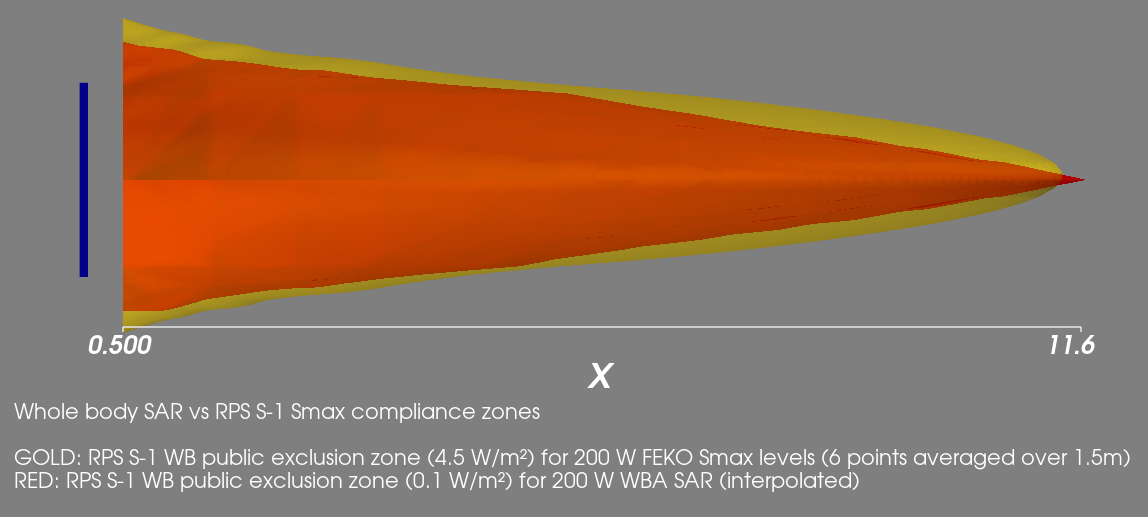 0.500 11.6
X
Whole body SAR vs RPS S-1 Smax compliance zones
GOLD: RPS S-1 WB public exclusion zone (4.5 W/m²) for 200 W FEKO Smax levels (6 points averaged over 1.5m)
RED: RPS S-1 WB public exclusion zone (0.1 W/m²) for 200 W WBA SAR (interpolated)